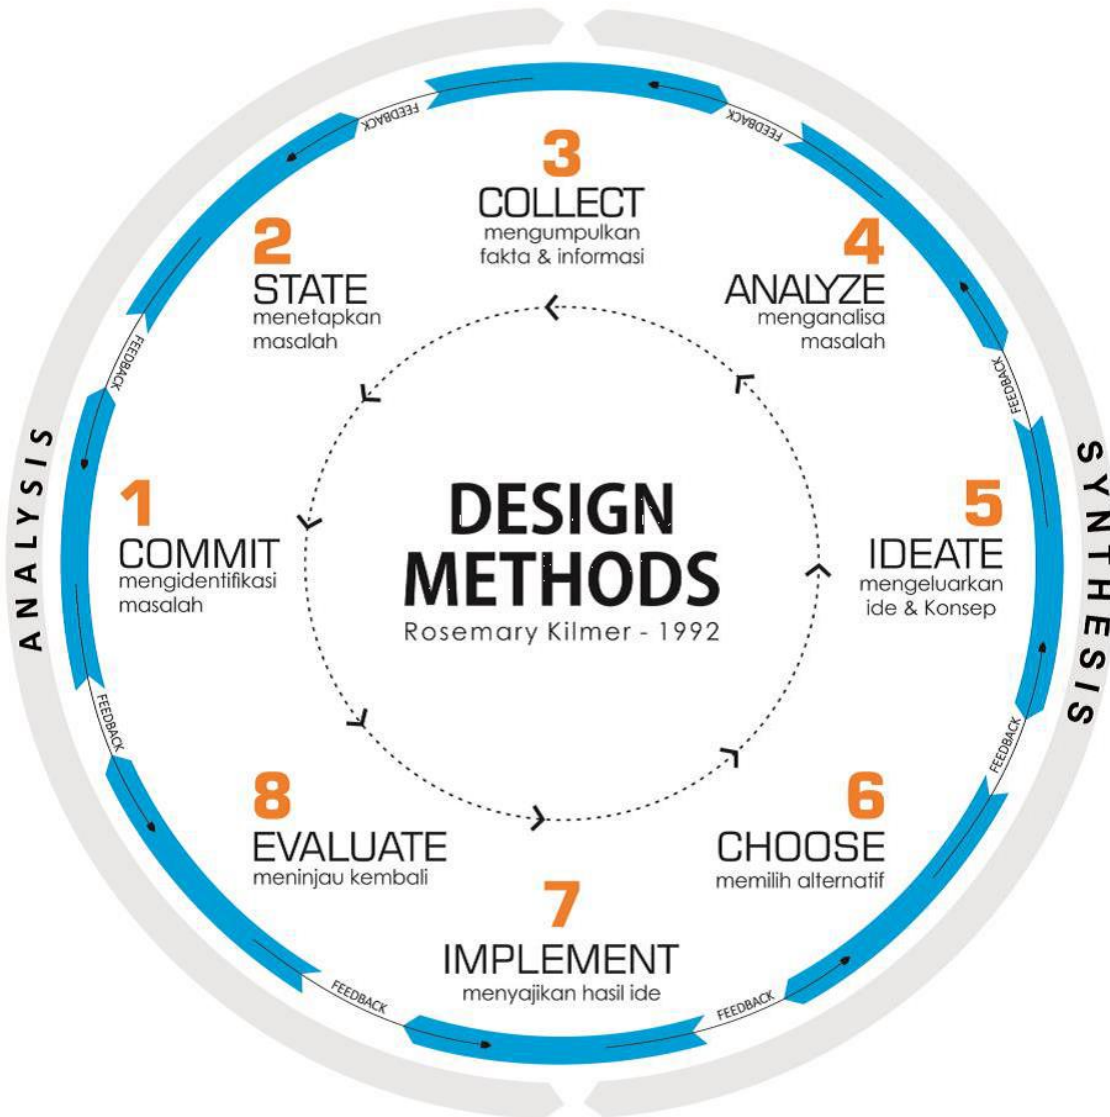 DESIGN
METHODS
Rosemary Kilmer - 1992
1
COMMIT
mengidentifikasi
masalah
2
STATE
menetapkan
masalah
3
COLLECT
mengumpulkan
fakta & informasi
4
ANALYZE
menganalisa
masalah
5
IDEATE
mengeluarkan
ide & Konsep
6
CHOOSE
memilih alternatif
7
IMPLEMENT
menyajikan hasil ide
8
EVALUATE
meninjau kembali
ANALYSIS
SYNTHESIS
FEEDBACK
FEEDBACK
FEEDBACK
FEEDBACK
FEEDBACK
FEEDBACK
FEEDBACK
FEEDBACK